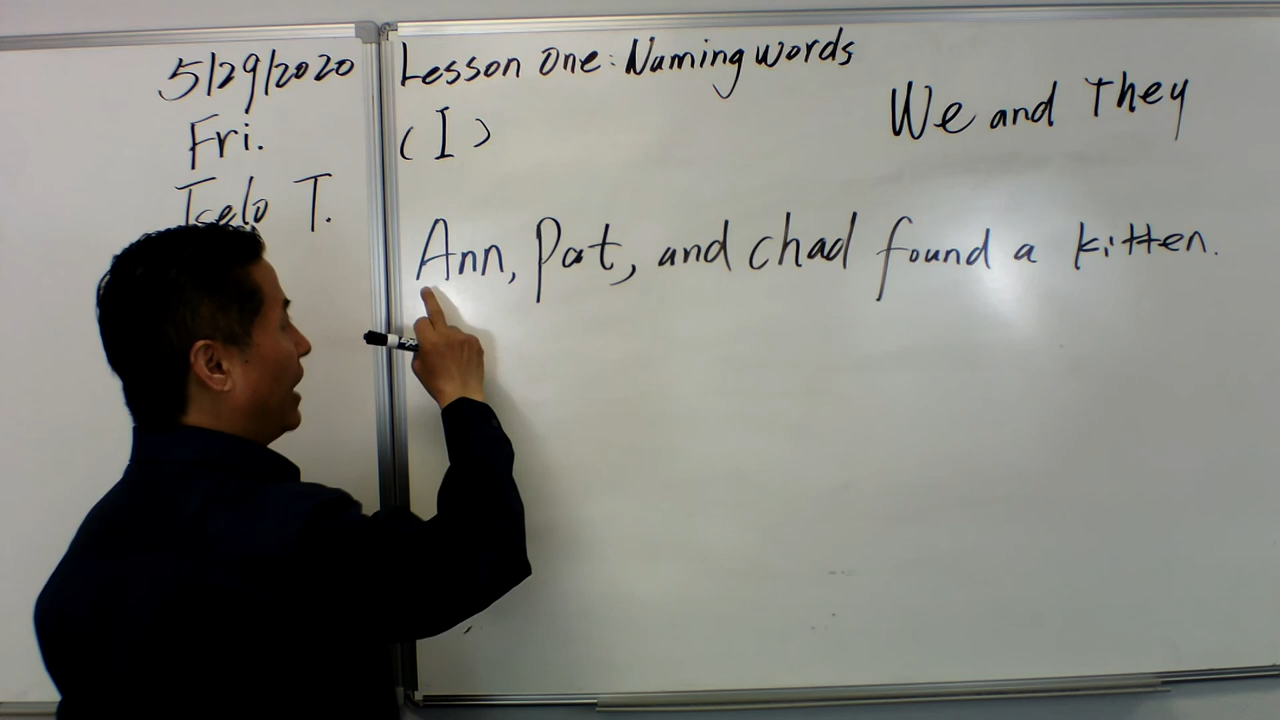 5/29/2020
Fri.
Tselo T.
Lesson One: Naming words
(I)
We and They
Ann, Pat, and chad found a kitten.